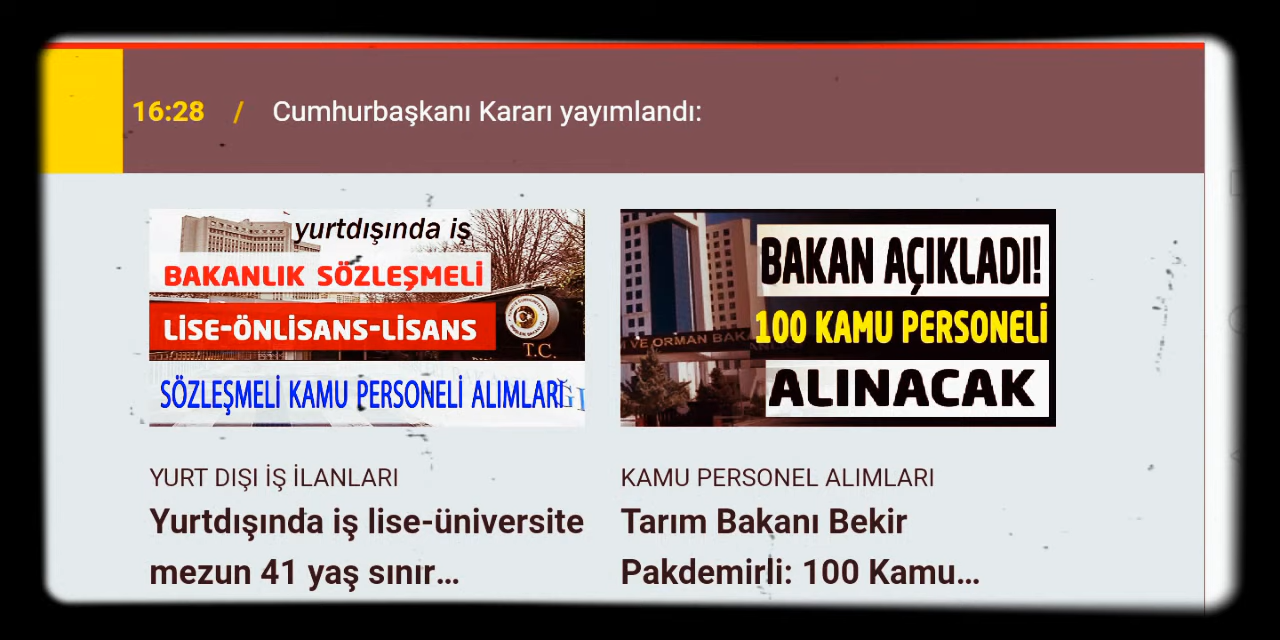 16:28 / Cumhurbaşkanı Kararı yayımlandı:
yurtdışında iş
BAKANLIK SÖZLEŞMELİ
LİSE-ÖNLİSANS-LİSANS
T.C.
SÖZLEŞMELİ KAMU PERSONELİ ALIMLARI
BAKAN AÇIKLADI!
100 KAMU PERSONELİ
VE ORMAN BAK
ALINACAK
YURT DIŞI İŞ İLANLARI
Yurtdışında iş lise-üniversite
mezun 41 yaş sınır...
KAMU PERSONEL ALIMLARI
Tarım Bakanı Bekir
Pakdemirli: 100 Kamu...